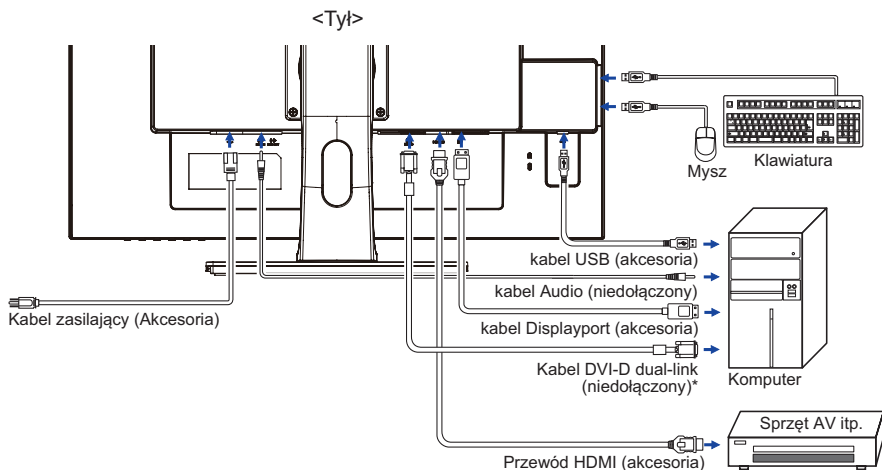 <Tył>
Mysz
Klawiatura
kabel USB (akcesoria)
kabel Audio (niedołączony)
Kabel zasilający (Akcesoria)
kabel Displayport (akcesoria)
Kabel DVI-D dual-link
(niedołączony)*
Komputer
Sprzęt AV itp.
Przewód HDMI (akcesoria)